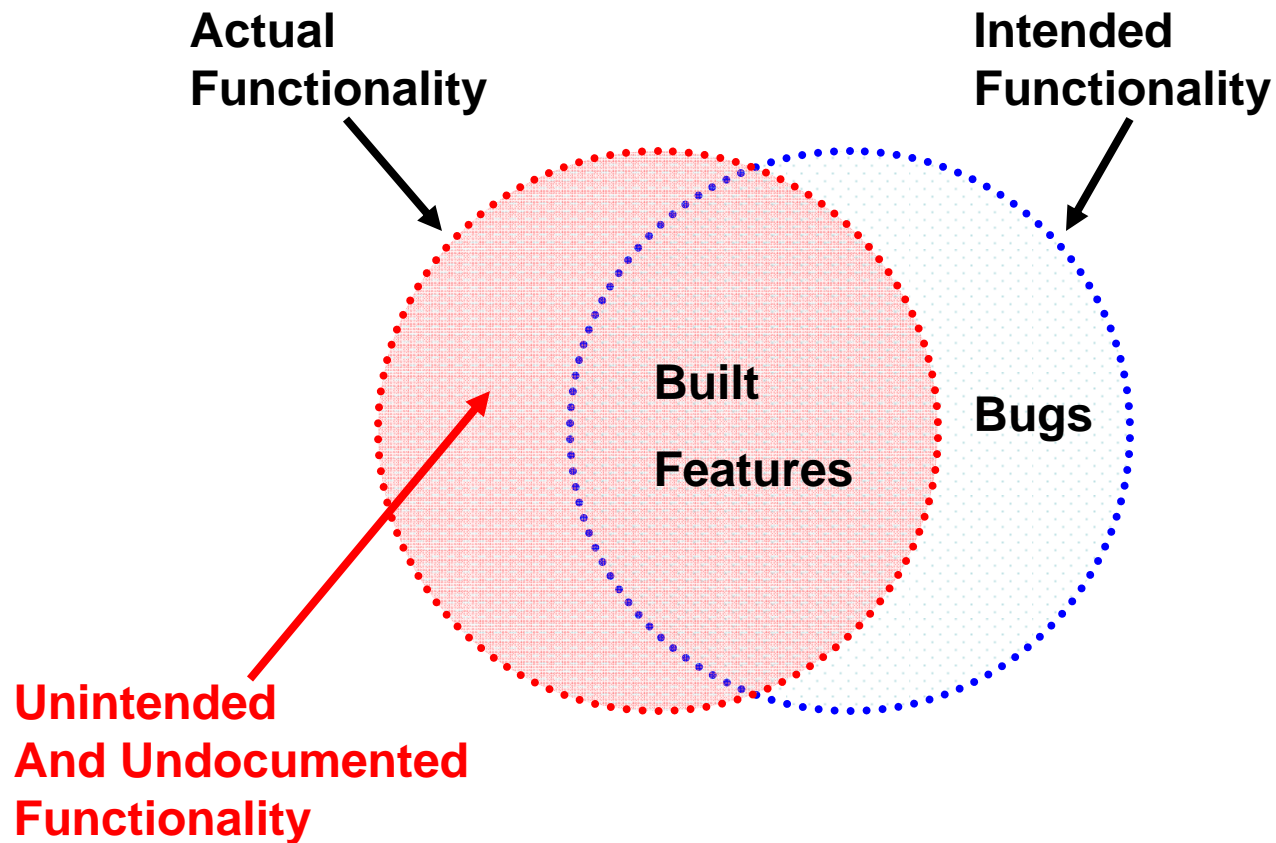 Actual
Functionality
Intended
Functionality
Built
Features
Bugs
Unintended
And Undocumented
Functionality